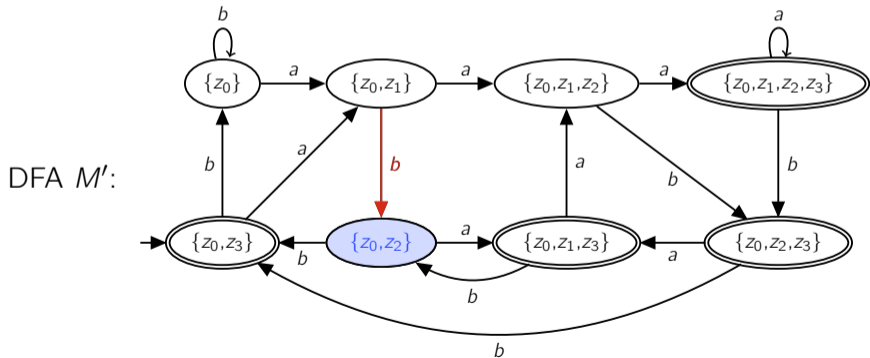 b a
{z₀} a {z₀,z₁} a {z₀,z₁,z₂} a {z₀,z₁,z₂,z₃}
b a b a b b
DFA M′:
{z₀,z₃} b {z₀,z₂} a {z₀,z₁,z₃} a {z₀,z₂,z₃}
b
b